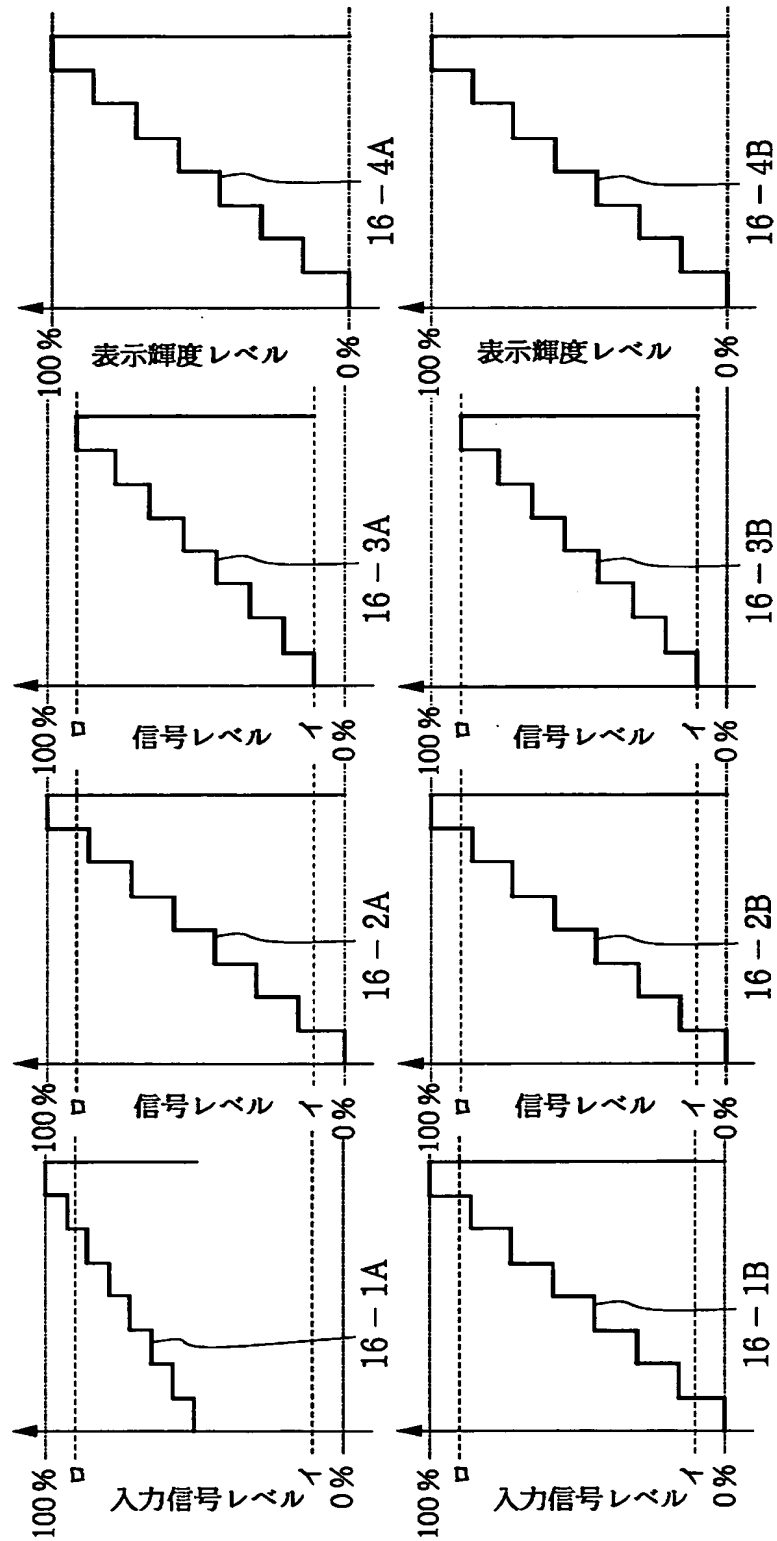 100%
ロ
入力信号レベル
イ
0%
16-1A
100%
ロ
信号レベル
イ
0%
16-2A
100%
ロ
信号レベル
イ
0%
16-3A
100%
表示輝度レベル
0%
16-4A
100%
ロ
入力信号レベル
イ
0%
16-1B
100%
ロ
信号レベル
イ
0%
16-2B
100%
ロ
信号レベル
イ
0%
16-3B
100%
表示輝度レベル
0%
16-4B